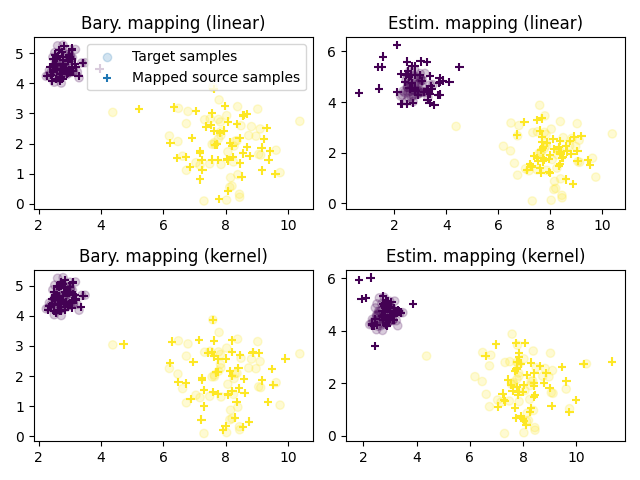 Bary. mapping (linear)
5
4
3
2
1
0
2 4 6 8 10
Target samples
Mapped source samples
Estim. mapping (linear)
6
4
2
0
2 4 6 8 10
Bary. mapping (kernel)
5
4
3
2
1
0
2 4 6 8 10
Estim. mapping (kernel)
6
4
2
0
2 4 6 8 10